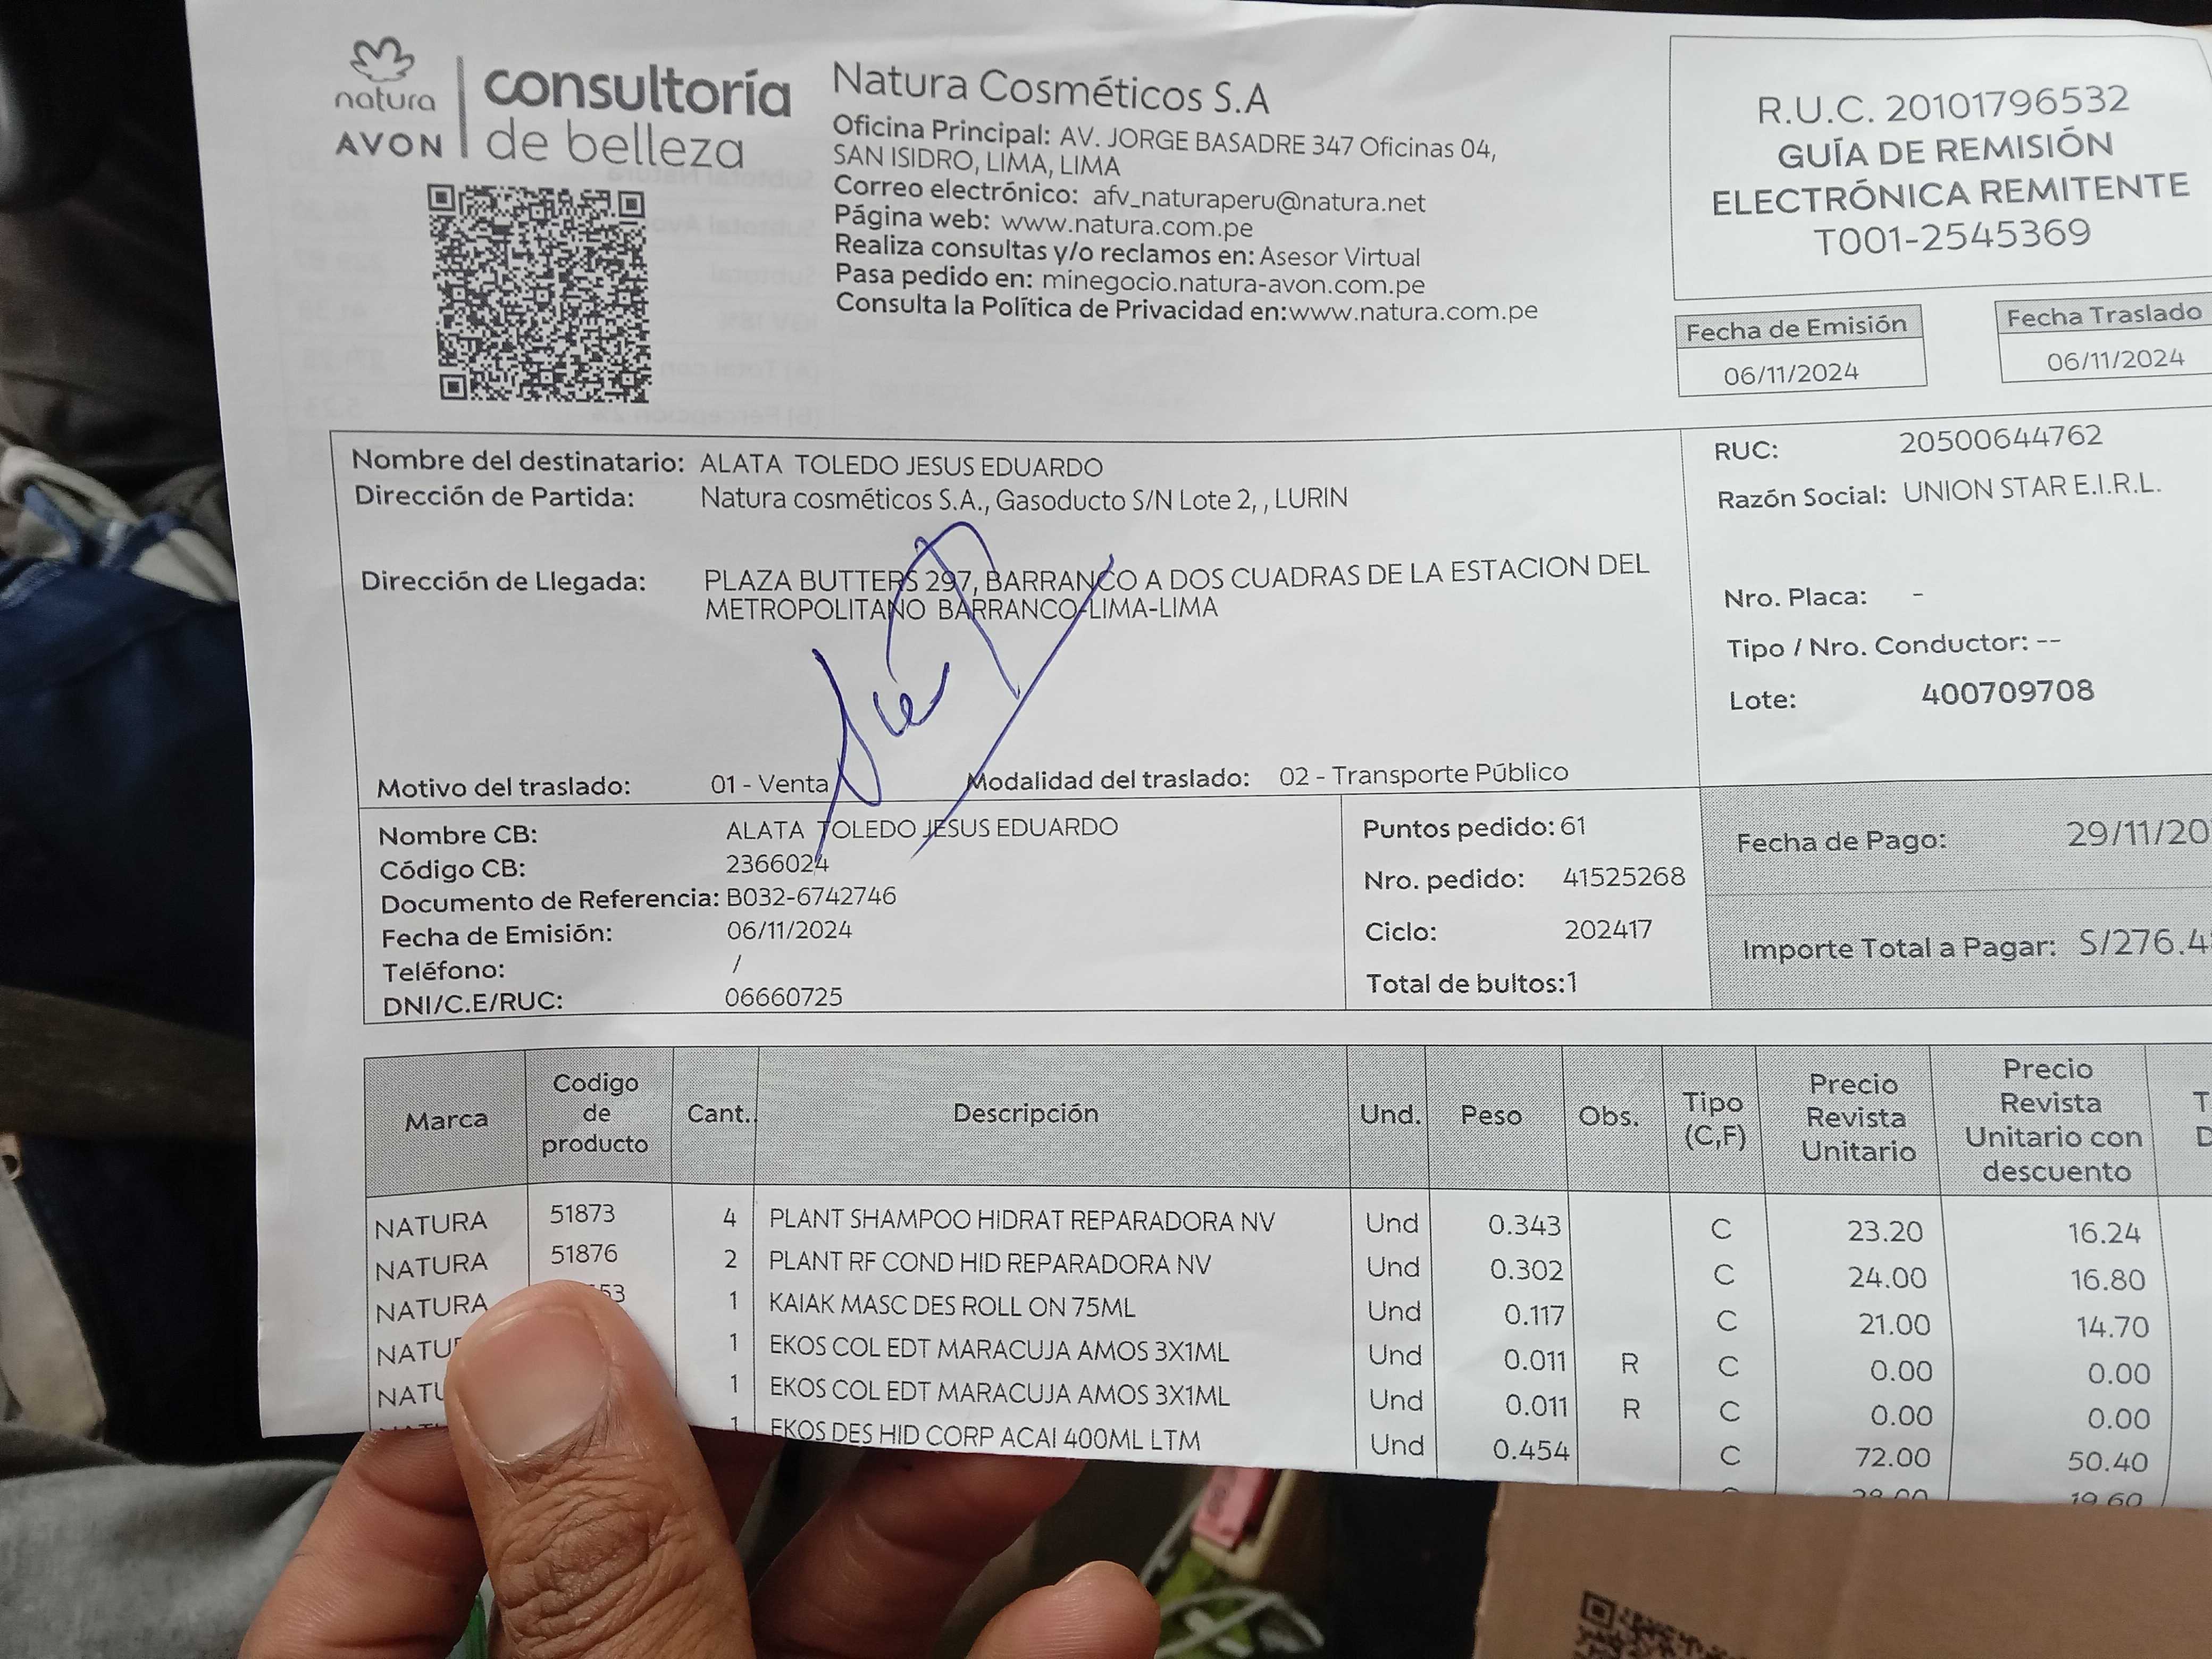 natura
AVON
consultoría
de belleza
Natura Cosméticos S.A
Oficina Principal: AV. JORGE BASADRE 347 Oficinas 04,
SAN ISIDRO, LIMA, LIMA
Correo electrónico: afv_naturaperu@natura.net
Página web: www.natura.com.pe
Realiza consultas y/o reclamos en: Asesor Virtual
Pasa pedido en: minegocio.natura-avon.com.pe
Consulta la Política de Privacidad en:www.natura.com.pe
R.U.C. 20101796532
GUÍA DE REMISIÓN
ELECTRÓNICA REMITENTE
T001-2545369
Fecha de Emisión
06/11/2024
Fecha Traslado
06/11/2024
Nombre del destinatario: ALATA TOLEDO JESUS EDUARDO
Dirección de Partida: Natura cosméticos S.A., Gasoducto S/N Lote 2, , LURIN
Dirección de Llegada: PLAZA BUTTERS 297, BARRANCO A DOS CUADRAS DE LA ESTACION DEL
METROPOLITANO BARRANCO-LIMA-LIMA
Motivo del traslado: 01 - Venta Modalidad del traslado: 02 - Transporte Público
RUC: 20500644762
Razón Social: UNION STAR E.I.R.L.
Nro. Placa: -
Tipo / Nro. Conductor: --
Lote: 400709708
Nombre CB: ALATA TOLEDO JESUS EDUARDO
Código CB: 2366024
Documento de Referencia: B032-6742746
Fecha de Emisión: 06/11/2024
Teléfono: /
DNI/C.E/RUC: 06660725
Puntos pedido: 61
Nro. pedido: 41525268
Ciclo: 202417
Total de bultos:1
Fecha de Pago: 29/11/20
Importe Total a Pagar: S/276.4
Marca Codigo de producto Cant. Descripción Und. Peso Obs. Tipo (C,F) Precio Revista Unitario Precio Revista Unitario con descuento
NATURA 51873 4 PLANT SHAMPOO HIDRAT REPARADORA NV Und 0.343 C 23.20 16.24
NATURA 51876 2 PLANT RF COND HID REPARADORA NV Und 0.302 C 24.00 16.80
NATURA 53 1 KAIAK MASC DES ROLL ON 75ML Und 0.117 C 21.00 14.70
NATU 1 EKOS COL EDT MARACUJA AMOS 3X1ML Und 0.011 R C 0.00 0.00
NATU 1 EKOS COL EDT MARACUJA AMOS 3X1ML Und 0.011 R C 0.00 0.00
1 EKOS DES HID CORP ACAI 400ML LTM Und 0.454 C 72.00 50.40
19.60